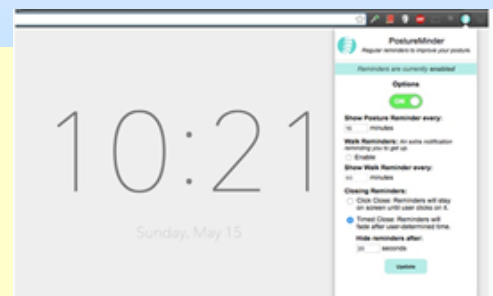 PostureMinder
Regular reminders to improve your posture.
Reminders are currently enabled
Options
ON
Show Posture Reminder every:
minutes
Walk Reminders: An extra notification
reminding you to get up.
Enable
Show Walk Reminder every:
minutes
Closing Reminders:
Click Close: Reminders will stay
on screen until user clicks on it.
Timed Close: Reminders will
fade after user-determined time.
Hide reminders after:
seconds
Update
10:21
Sunday, May 15